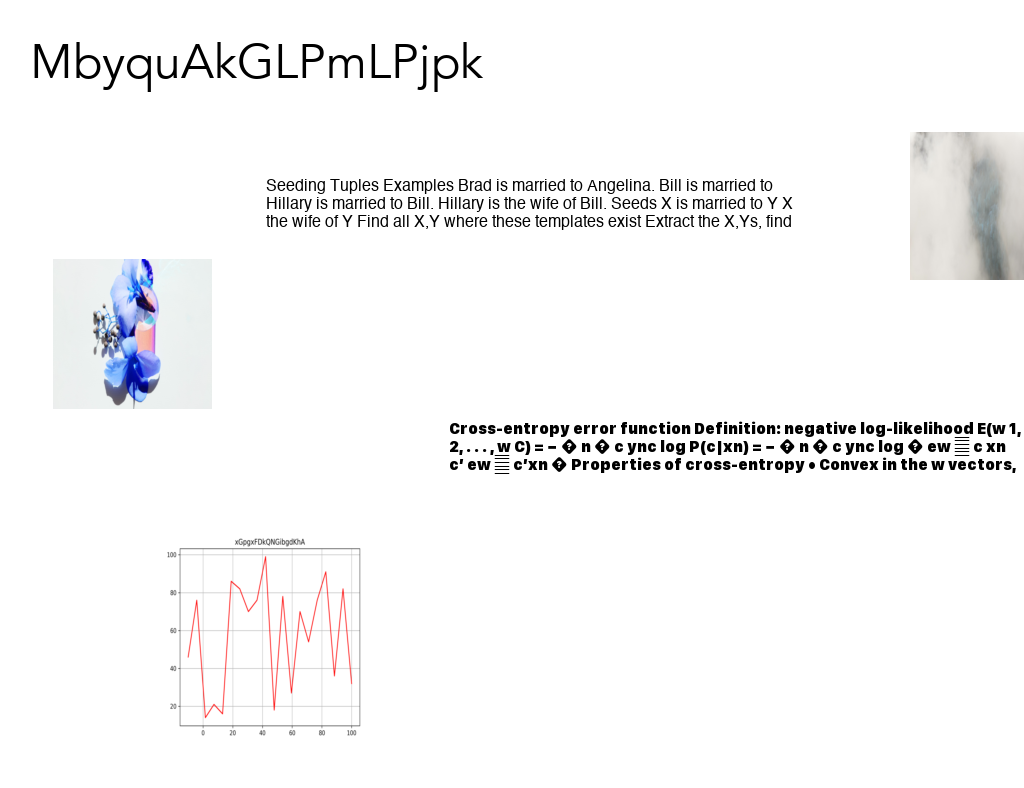 MbyquAkGLPmLPjpk
Seeding Tuples Examples Brad is married to Angelina. Bill is married to
Hillary is married to Bill. Hillary is the wife of Bill. Seeds X is married to Y X
the wife of Y Find all X,Y where these templates exist Extract the X,Ys, find
Cross-entropy error function Definition: negative log-likelihood E(w 1,
2, . . . , w C) = − � n � c ync log P(c|xn) = − � n � c ync log � ew 𝄚 c xn
c′ ew 𝄚 c′xn � Properties of cross-entropy • Convex in the w vectors,
xGpgxFDkQNGibgdKhA
100
80
60
40
20
0 20 40 60 80 100